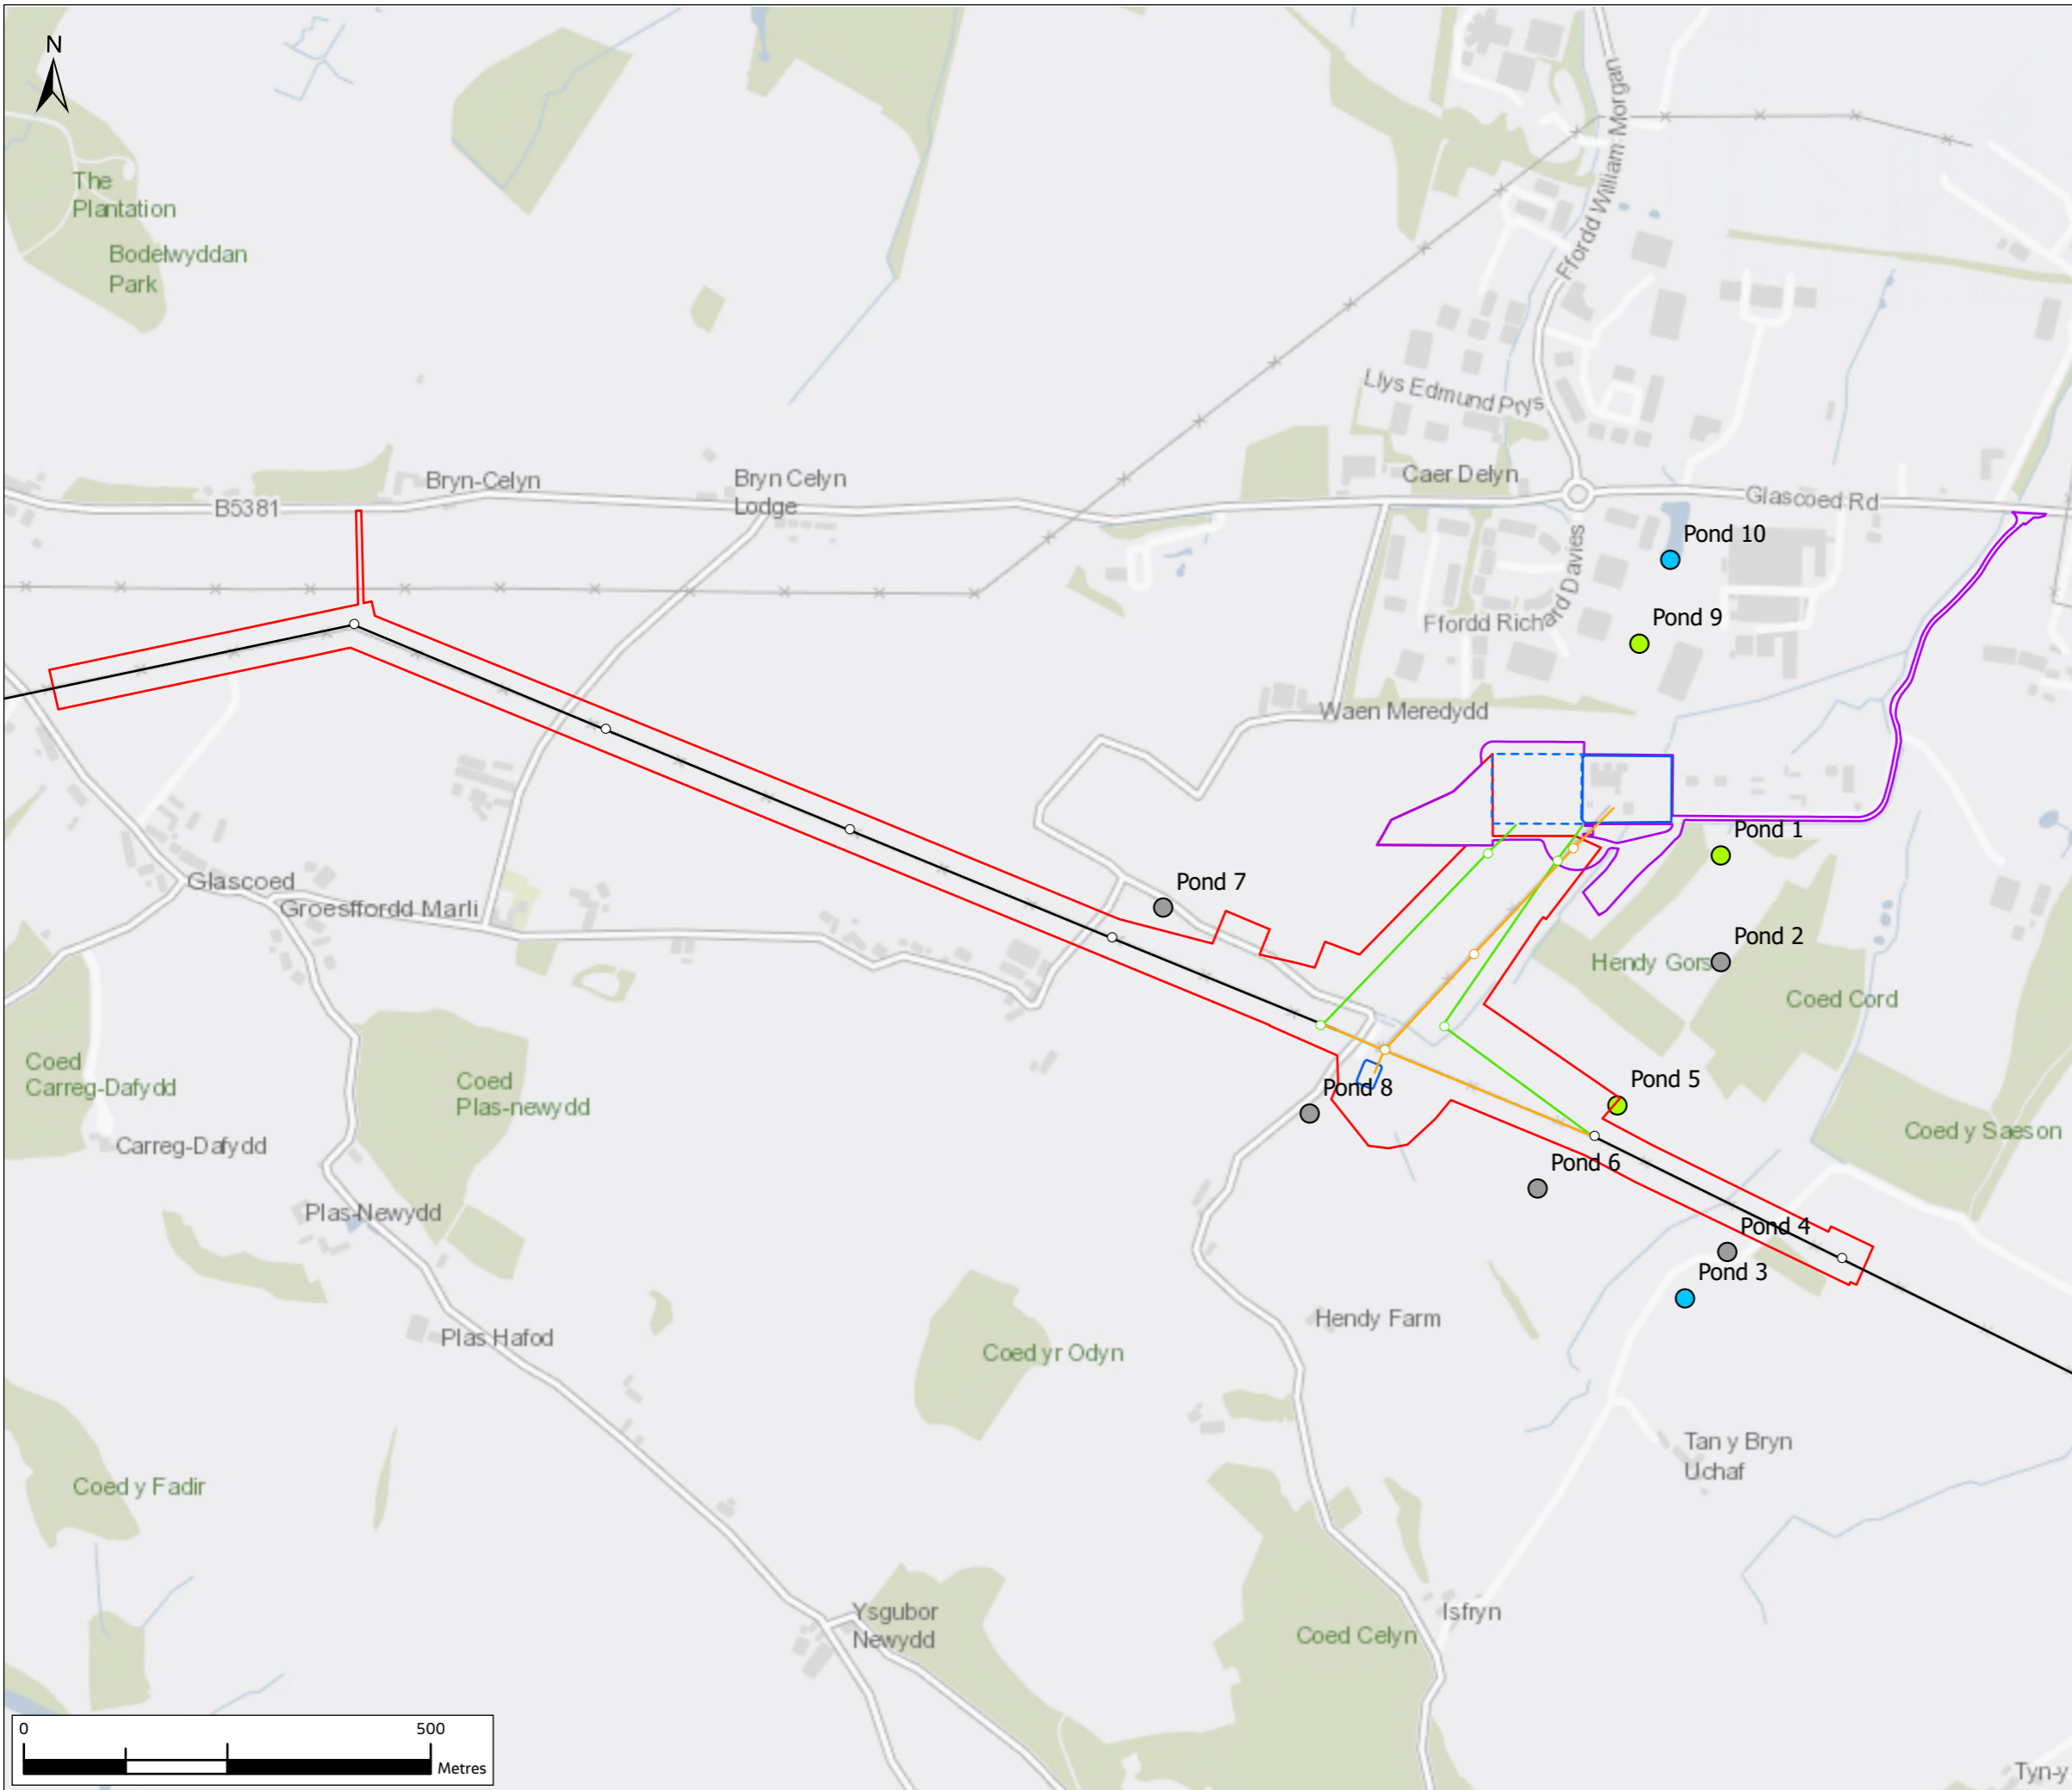 N
The
Plantation
Bodelwyddan
Park
Ffordd William Morgan
Llys Edmund Prys
Caer Delyn
Bryn-Celyn
Bryn Celyn
Lodge
B5381
Glascoed Rd
Pond 10
Ffordd Richard Davies
Pond 9
Waen Meredydd
Pond 1
Glascoed
Groesffordd Marli
Pond 7
Pond 2
Hendy Gors
Coed Cord
Coed
Carreg-Dafydd
Coed
Plas-newydd
Pond 8
Pond 5
Carreg-Dafydd
Coed y Saeson
Pond 6
Plas-Newydd
Pond 4
Pond 3
Plas Hafod
Hendy Farm
Coed yr Odyn
Tan y Bryn
Uchaf
Coed y Fadir
Ysgubor
Newydd
Isfryn
Coed Celyn
0 500
Metres
Tyn-y